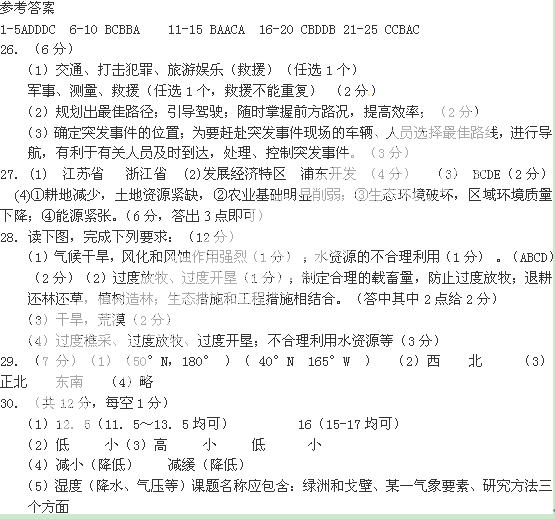 参考答案
1-5ADDDC 6-10 BCBBA 11-15 BAACA 16-20 CBDDB 21-25 CCBAC
26. （6分）
（1）交通、打击犯罪、旅游娱乐（救援）（任选1个）
军事、测量、救援（任选1个，救援不能重复） （2分）
（2）规划出最佳路径；引导驾驶；随时掌握前方路况，提高效率；（2分）
（3）确定突发事件的位置；为要赶赴突发事件现场的车辆、人员选择最佳路线，进行导
航，有利于有关人员及时到达，处理、控制突发事件。（3分）
27. (1) 江苏省 浙江省 (2)发展经济特区 浦东开发 （4分） （3） BCDE（2分）
(4)①耕地减少，土地资源紧缺，②农业基础明显削弱；③生态环境破坏，区域环境质量
下降；④能源紧张。（6分，答出3点即可）
28. 读下图，完成下列要求：（12分）
（1）气候干旱，风化和风蚀作用强烈（1分）；水资源的不合理利用（1分）。（ABCD）
（2分）（2）过度放牧、过度开垦（1分）；制定合理的载畜量，防止过度放牧；退耕
还林还草，植树造林；生态措施和工程措施相结合。（答中其中2点给2分）
（3）干旱，荒漠（2分）
（4）过度樵采、过度放牧、过度开垦；不合理利用水资源等（3分）
29. （7分）（1）（50°N，180° ）( 40°N 165°W ) （2）西 北 （3）
正北 东南 （4）略
30. （共12分，每空1分）
（1）12.5（11.5～13.5均可） 16（15-17均可）
（2）低 小（3）高 小 低 小
（4）减小（降低） 减缓（降低）
（5）湿度（降水、气压等）课题名称应包含：绿洲和戈壁、某一气象要素、研究方法三
个方面